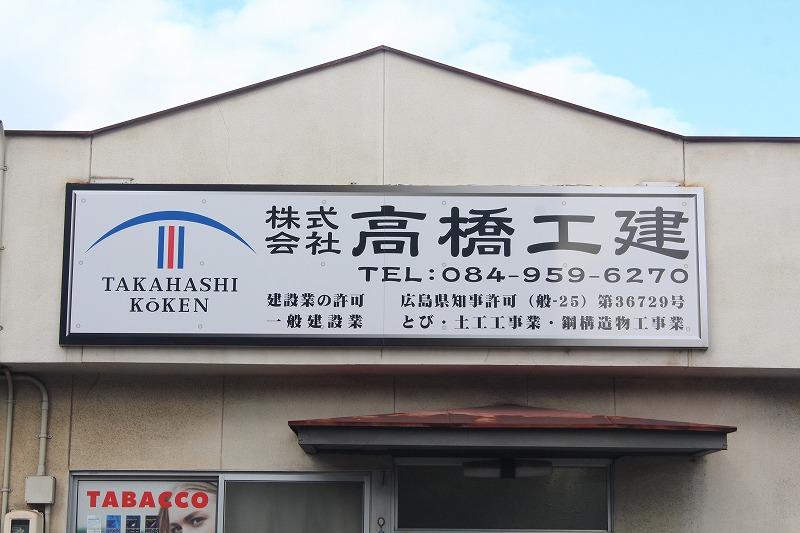 TAKAHASHI
KōKEN
株式会社 高橋工建
TEL:084-959-6270
建設業の許可 広島県知事許可（般-25）第36729号
一般建設業 とび・土工工事業・鋼構造物工事業
TABACCO